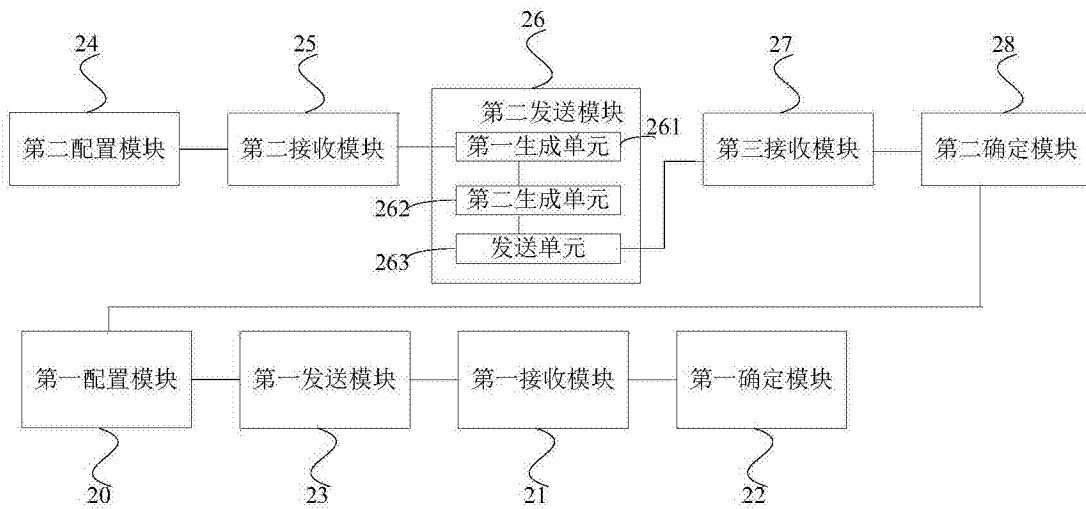 24
25
26
27
28
第二配置模块
第二接收模块
第二发送模块
第一生成单元
261
262
第二生成单元
263
发送单元
第三接收模块
第二确定模块
第一配置模块
第一发送模块
第一接收模块
第一确定模块
20
23
21
22